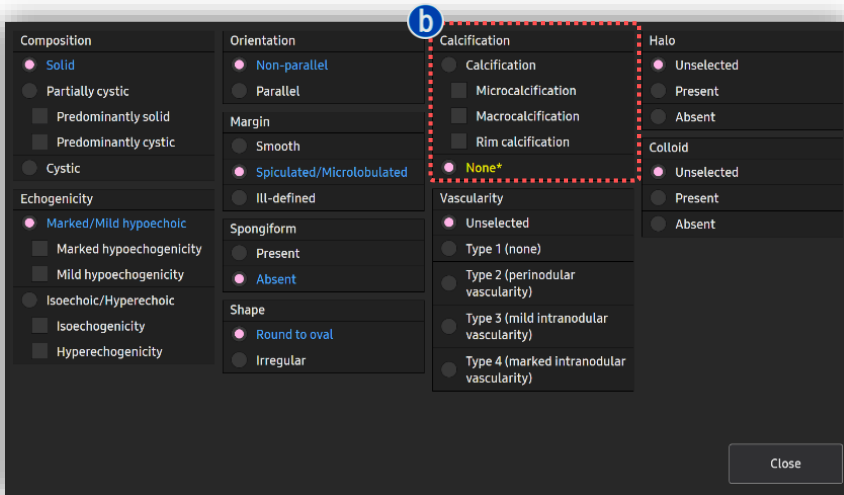 b
Composition
Solid
Partially cystic
Predominantly solid
Predominantly cystic
Cystic
Echogenicity
Marked/Mild hypoechoic
Marked hypoechogenicity
Mild hypoechogenicity
Isoechoic/Hyperechoic
Isoechogenicity
Hyperechogenicity
Orientation
Non-parallel
Parallel
Margin
Smooth
Spiculated/Microlobulated
Ill-defined
Spongiform
Present
Absent
Shape
Round to oval
Irregular
Calcification
Calcification
Microcalcification
Macrocalcification
Rim calcification
None*
Vascularity
Unselected
Type 1 (none)
Type 2 (perinodular
vascularity)
Type 3 (mild intranodular
vascularity)
Type 4 (marked intranodular
vascularity)
Halo
Unselected
Present
Absent
Colloid
Unselected
Present
Absent
Close